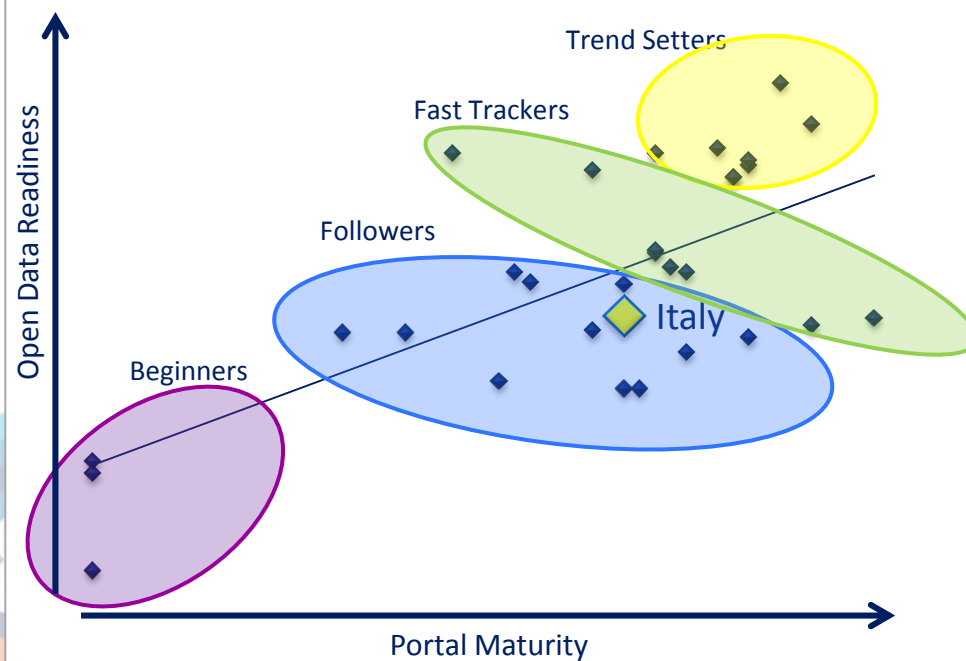 Trend Setters
Fast Trackers
Followers
Italy
Beginners
Open Data Readiness
Portal Maturity